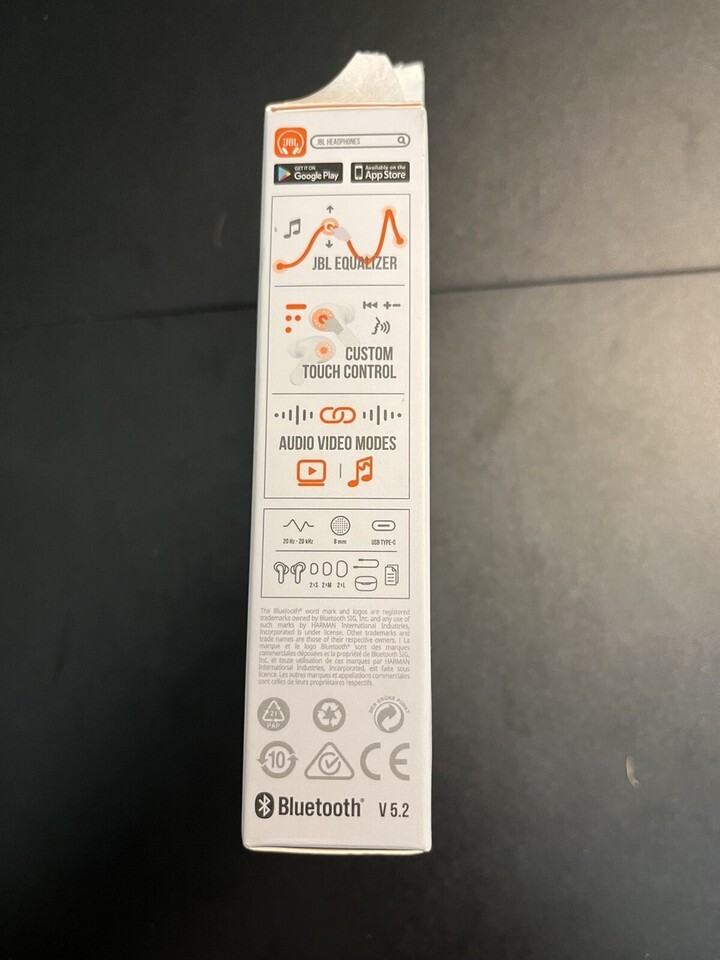 JBL
JBL HEADPHONES
GET IT ON
Google Play
Available on the
App Store
JBL EQUALIZER
CUSTOM
TOUCH CONTROL
AUDIO VIDEO MODES
20 Hz - 20 kHz
8 mm
USB TYPE-C
2×S 2×M 2×L
The Bluetooth® word mark and logos are registered
trademarks owned by Bluetooth SIG, Inc. and any use of
such marks by HARMAN International Industries,
Incorporated is under license. Other trademarks and
trade names are those of their respective owners. | La
marque et le logo Bluetooth® sont des marques
commerciales déposées et la propriété de Bluetooth SIG,
Inc. et toute utilisation de ces marques par HARMAN
International Industries, Incorporated, est faite sous
licence. Les autres marques et appellations commerciales
sont celles de leurs propriétaires respectifs.
21
PAP
DER GRÜNE PUNKT
10
CE
Bluetooth® V 5.2